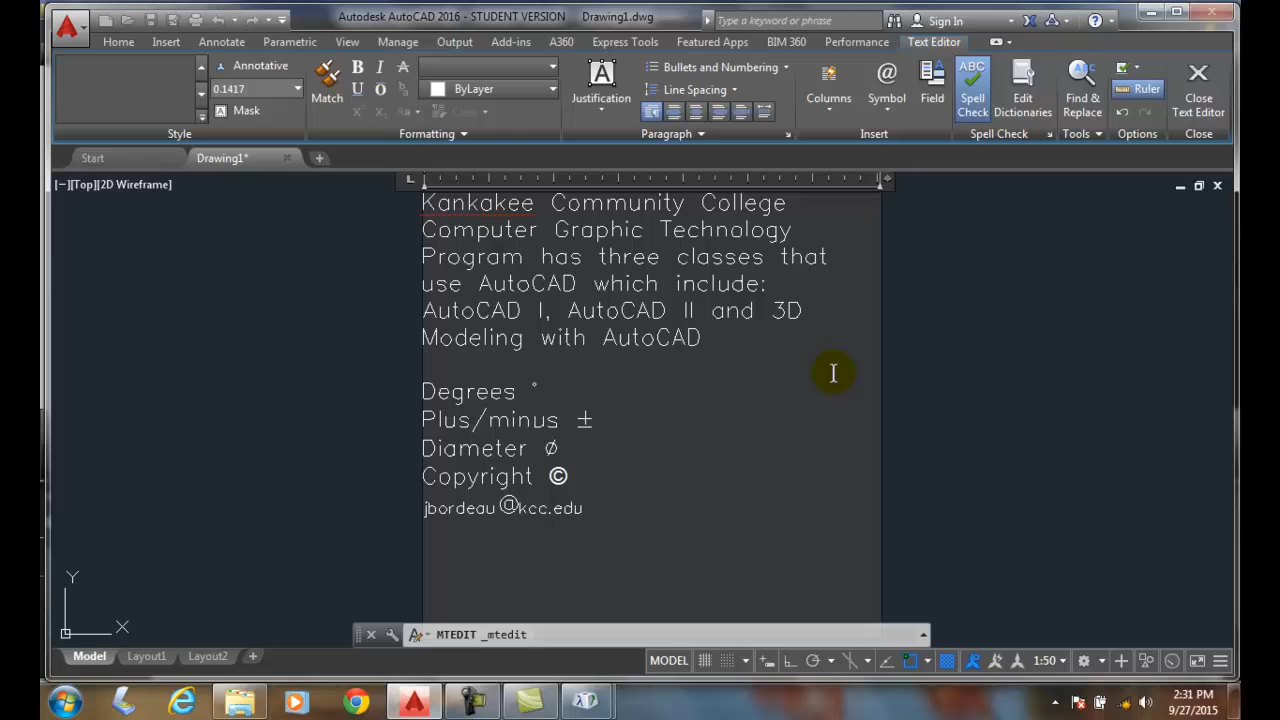 Autodesk AutoCAD 2016 - STUDENT VERSION Drawing1.dwg
Type a keyword or phrase
Sign In
Home Insert Annotate Parametric View Manage Output Add-ins A360 Express Tools Featured Apps BIM 360 Performance Text Editor
Annotative
0.1417
Mask
Style
Match
ByLayer
Clear
Formatting
Justification
Bullets and Numbering
Line Spacing
Paragraph
Columns
Symbol
Field
Insert
ABC
Spell
Check
Edit
Dictionaries
Spell Check
Find &
Replace
Tools
Ruler
Options
Close
Text Editor
Close
Start
Drawing1*
[−][Top][2D Wireframe]
Kankakee Community College
Computer Graphic Technology
Program has three classes that
use AutoCAD which include:
AutoCAD I, AutoCAD II and 3D
Modeling with AutoCAD
Degrees °
Plus/minus ±
Diameter ø
Copyright ©
jbordeau@kcc.edu
Y
X
MTEDIT _mtedit
Model Layout1 Layout2
MODEL
1:50
2:31 PM
9/27/2015